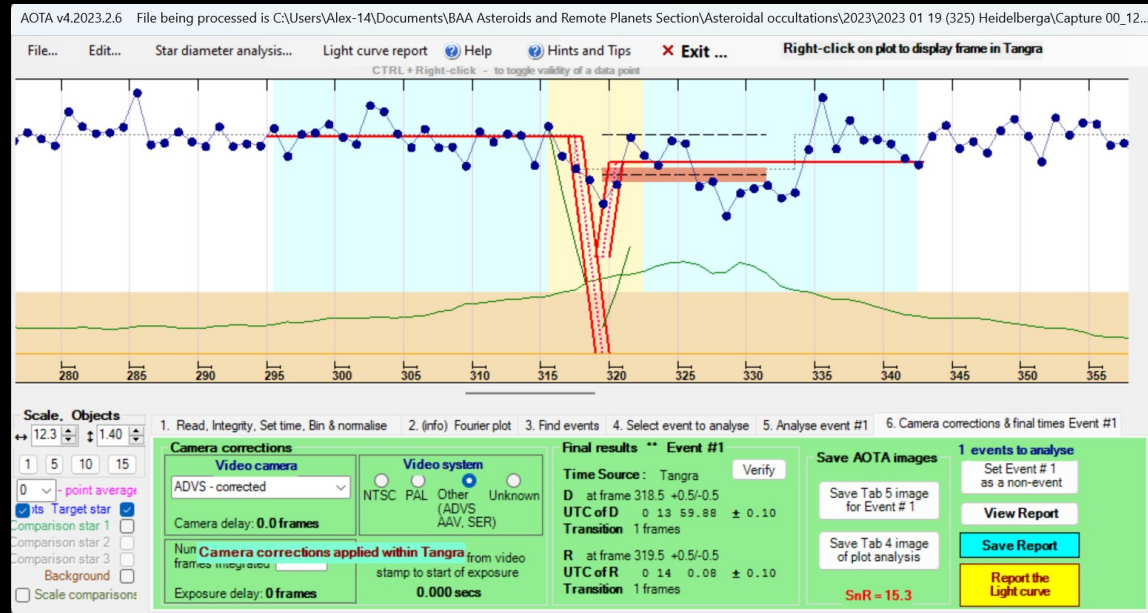 AOTA v4.2023.2.6 File being processed is C:\Users\Alex-14\Documents\BAA Asteroids and Remote Planets Section\Asteroidal occultations\2023\2023 01 19 (325) Heidelberga\Capture 00_12...
File... Edit... Star diameter analysis... Light curve report Help Hints and Tips Exit ... Right-click on plot to display frame in Tangra
CTRL + Right-click - to toggle validity of a data point
280 285 290 295 300 305 310 315 320 325 330 335 340 345 350 355
Scale, Objects
12.3 1.40
1 5 10 15
0 - point average
ts Target star
Comparison star 1
Comparison star 2
Comparison star 3
Background
Scale comparisons
1. Read, Integrity, Set time, Bin & normalise 2. (info) Fourier plot 3. Find events 4. Select event to analyse 5. Analyse event #1 6. Camera corrections & final times Event #1
Camera corrections
Video camera
ADVS - corrected
Camera delay: 0.0 frames
Video system
NTSC PAL Other Unknown
(ADVS
AAV, SER)
Num
Camera corrections applied within Tangra
frames integrated
from video
stamp to start of exposure
Exposure delay: 0 frames
0.000 secs
Final results ** Event #1
Time Source : Tangra
Verify
D at frame 318.5 +0.5/-0.5
UTC of D 0 13 59.88 ± 0.10
Transition 1 frames
R at frame 319.5 +0.5/-0.5
UTC of R 0 14 0.08 ± 0.10
Transition 1 frames
Save AOTA images
Save Tab 5 image
for Event # 1
Save Tab 4 image
of plot analysis
SnR = 15.3
1 events to analyse
Set Event # 1
as a non-event
View Report
Save Report
Report the
Light curve